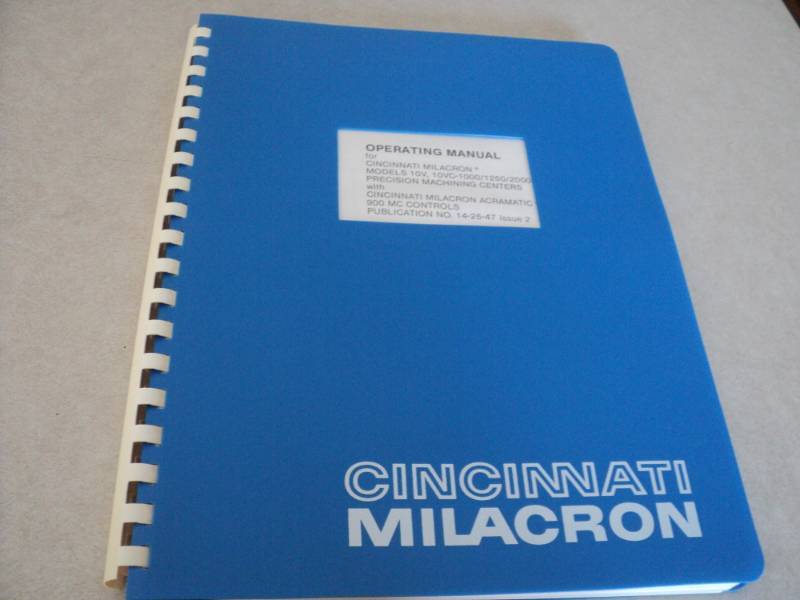 OPERATING MANUAL
for
CINCINNATI MILACRON®
MODELS 10V, 10VC-1000/1250/2000
PRECISION MACHINING CENTERS
with
CINCINNATI MILACRON ACRAMATIC
900 MC CONTROLS
PUBLICATION NO. 14-25-47 Issue 2
CINCINNATI
MILACRON